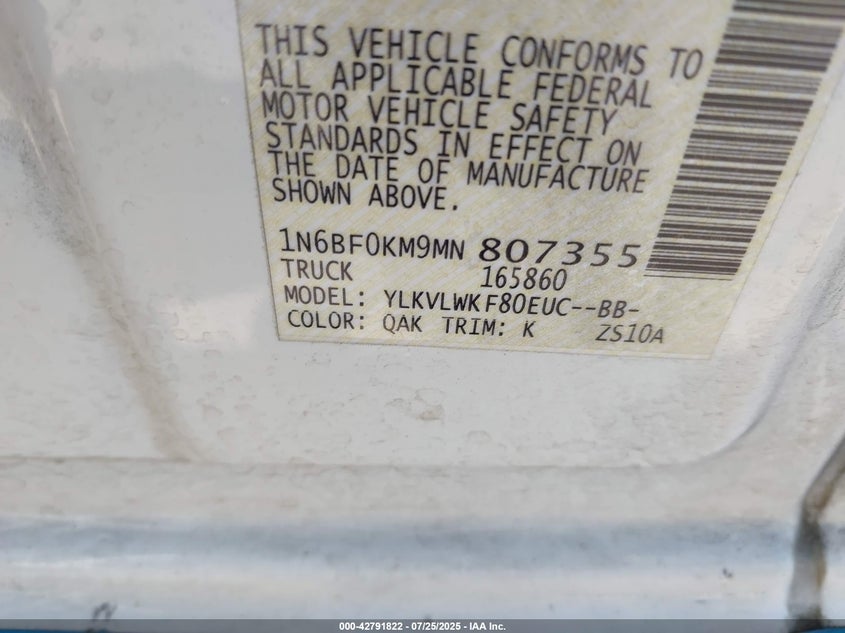 THIS VEHICLE CONFORMS TO
ALL APPLICABLE FEDERAL
MOTOR VEHICLE SAFETY
STANDARDS IN EFFECT ON
THE DATE OF MANUFACTURE
SHOWN ABOVE.
1N6BF0KM9MN 807355
TRUCK 165860
MODEL: YLKVLWKF80EUC--BB-
COLOR: QAK TRIM: K ZS10A
000-42791822 - 07/25/2025 - IAA Inc.